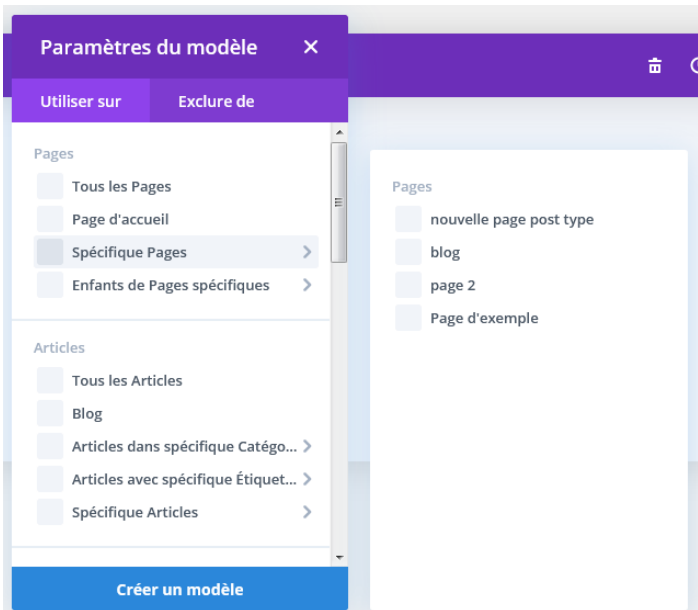 Paramètres du modèle
Utiliser sur
Exclure de
Pages
Tous les Pages
Page d'accueil
Spécifique Pages
Enfants de Pages spécifiques
Articles
Tous les Articles
Blog
Articles dans spécifique Catégo...
Articles avec spécifique Étiquet...
Spécifique Articles
Créer un modèle
Pages
nouvelle page post type
blog
page 2
Page d'exemple